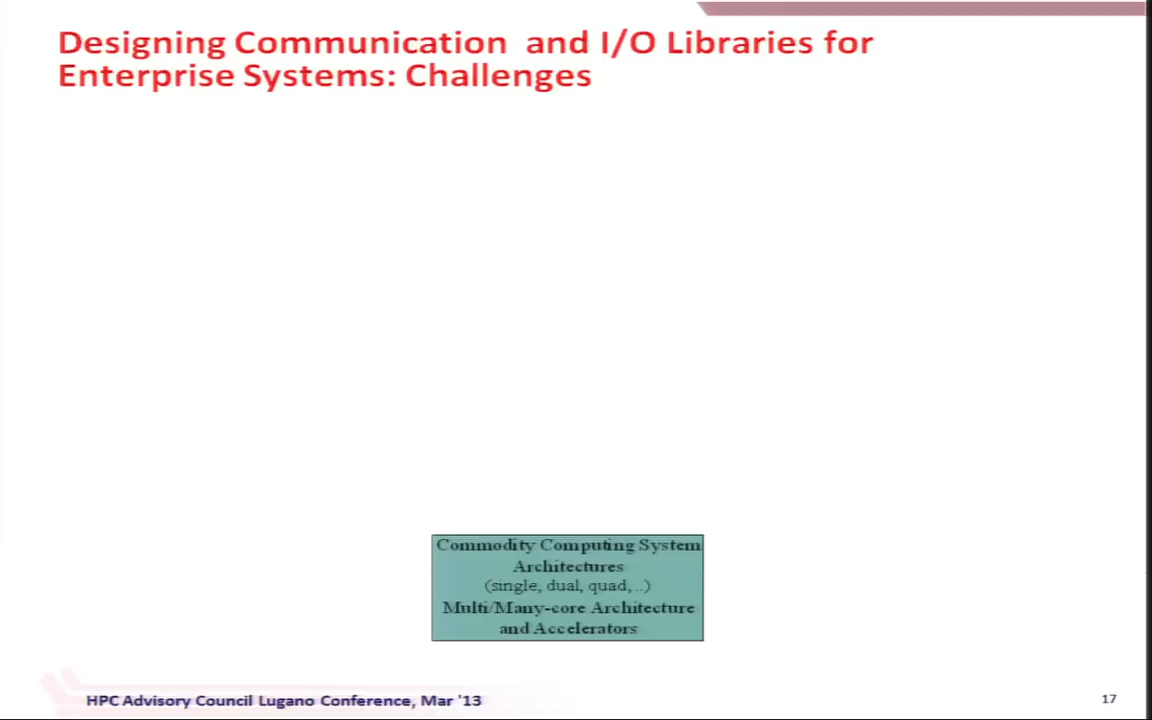 Designing Communication and I/O Libraries for
Enterprise Systems: Challenges
Commodity Computing System
Architectures
(single, dual, quad,..)
Multi/Many-core Architecture
and Accelerators
HPC Advisory Council Lugano Conference, Mar '13
17